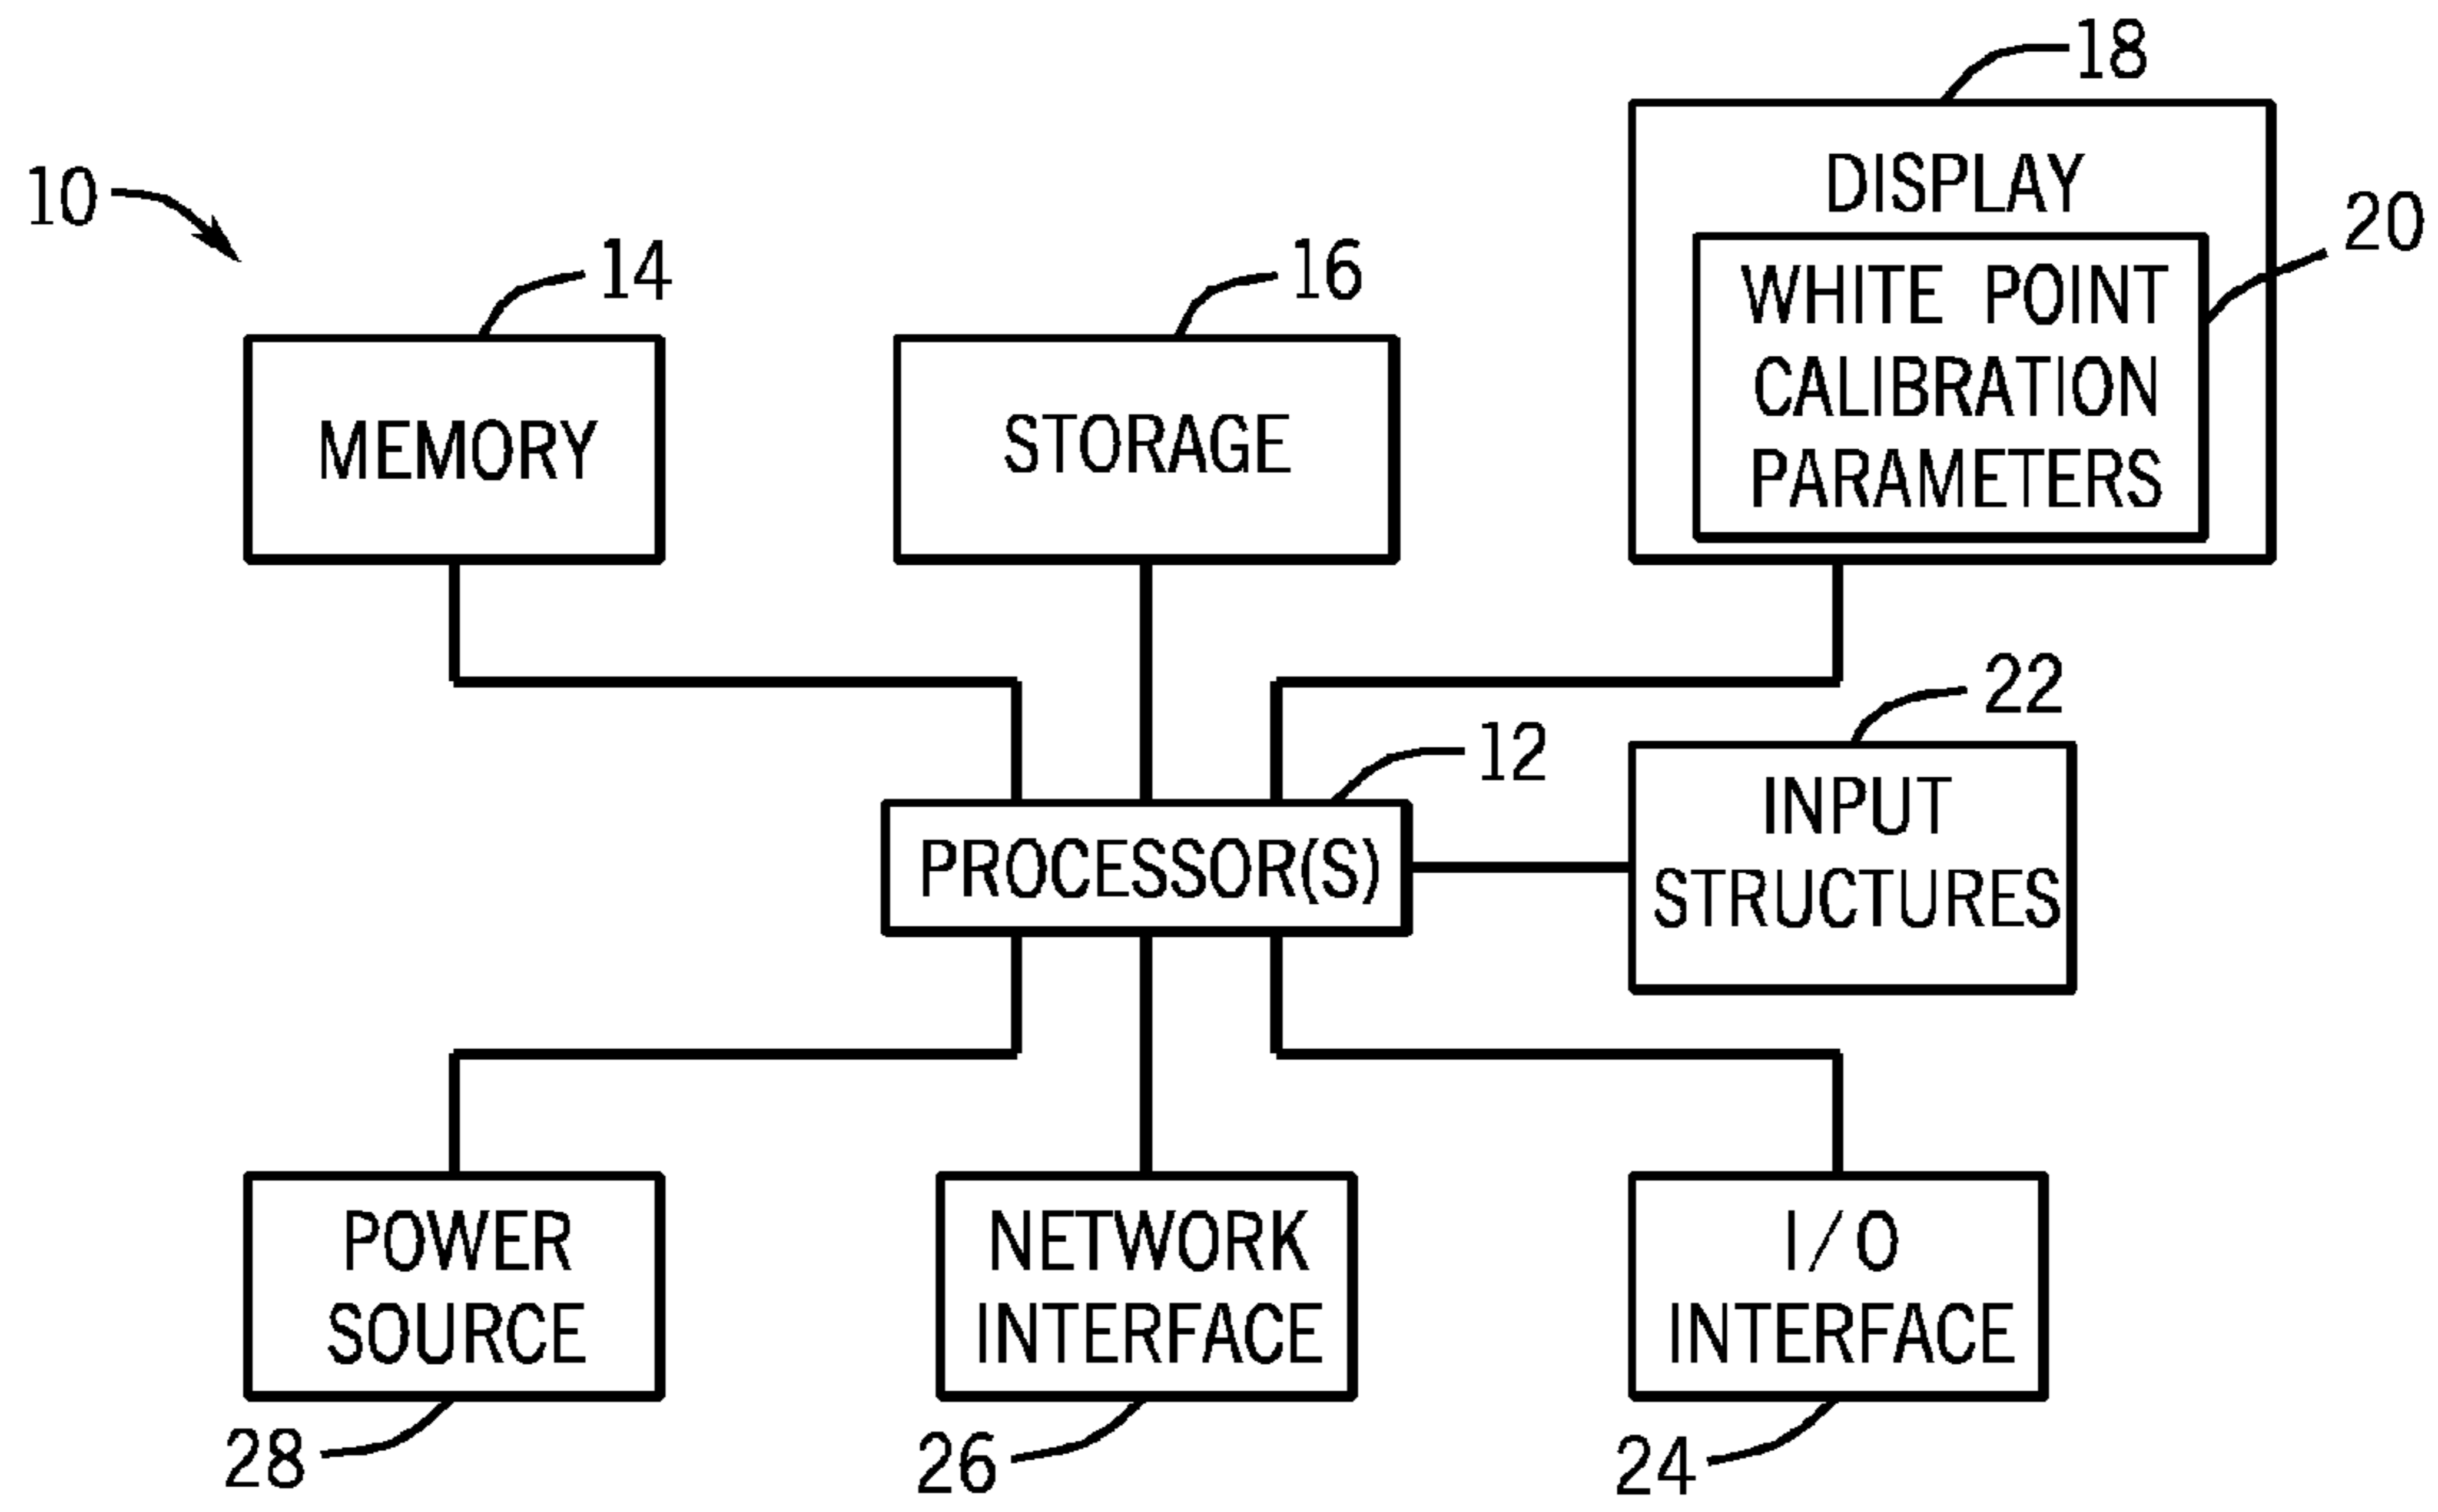 18
10
DISPLAY
20
14
16
WHITE POINT
CALIBRATION
PARAMETERS
MEMORY
STORAGE
22
12
INPUT
STRUCTURES
PROCESSOR(S)
POWER
SOURCE
NETWORK
INTERFACE
I/O
INTERFACE
28
26
24